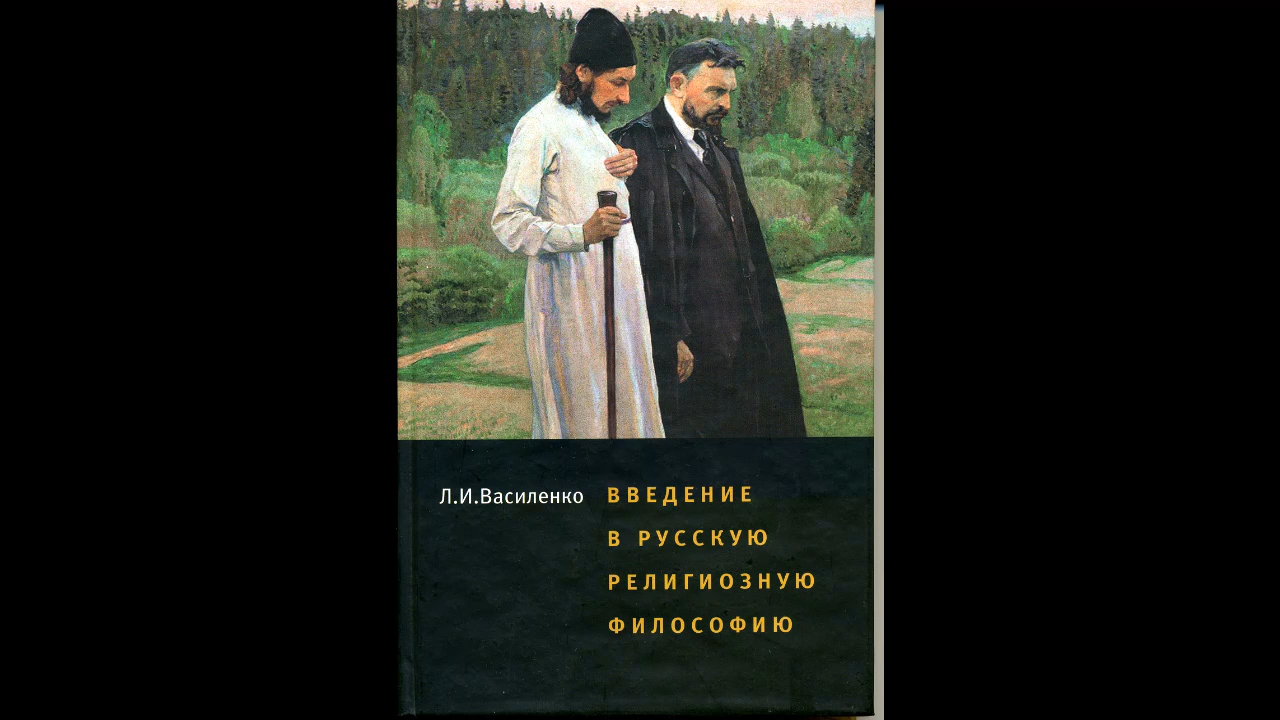 Л.И.Василенко
ВВЕДЕНИЕ
В РУССКУЮ
РЕЛИГИОЗНУЮ
ФИЛОСОФИЮ